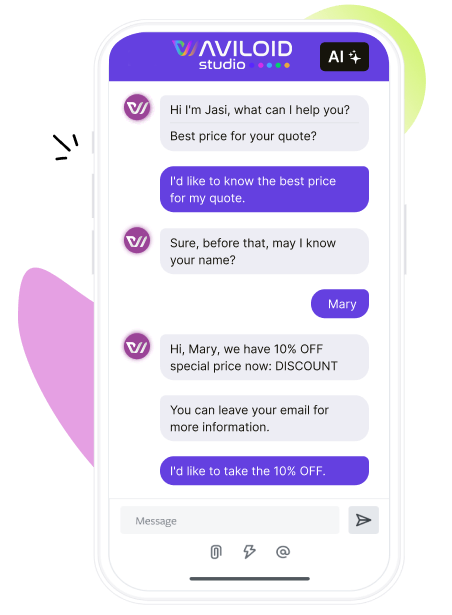 WAVILOID
studio
AI
Hi I'm Jasi, what can I help you?
Best price for your quote?
I'd like to know the best price
for my quote.
Sure, before that, may I know
your name?
Mary
Hi, Mary, we have 10% OFF
special price now: DISCOUNT
You can leave your email for
more information.
I'd like to take the 10% OFF.
Message